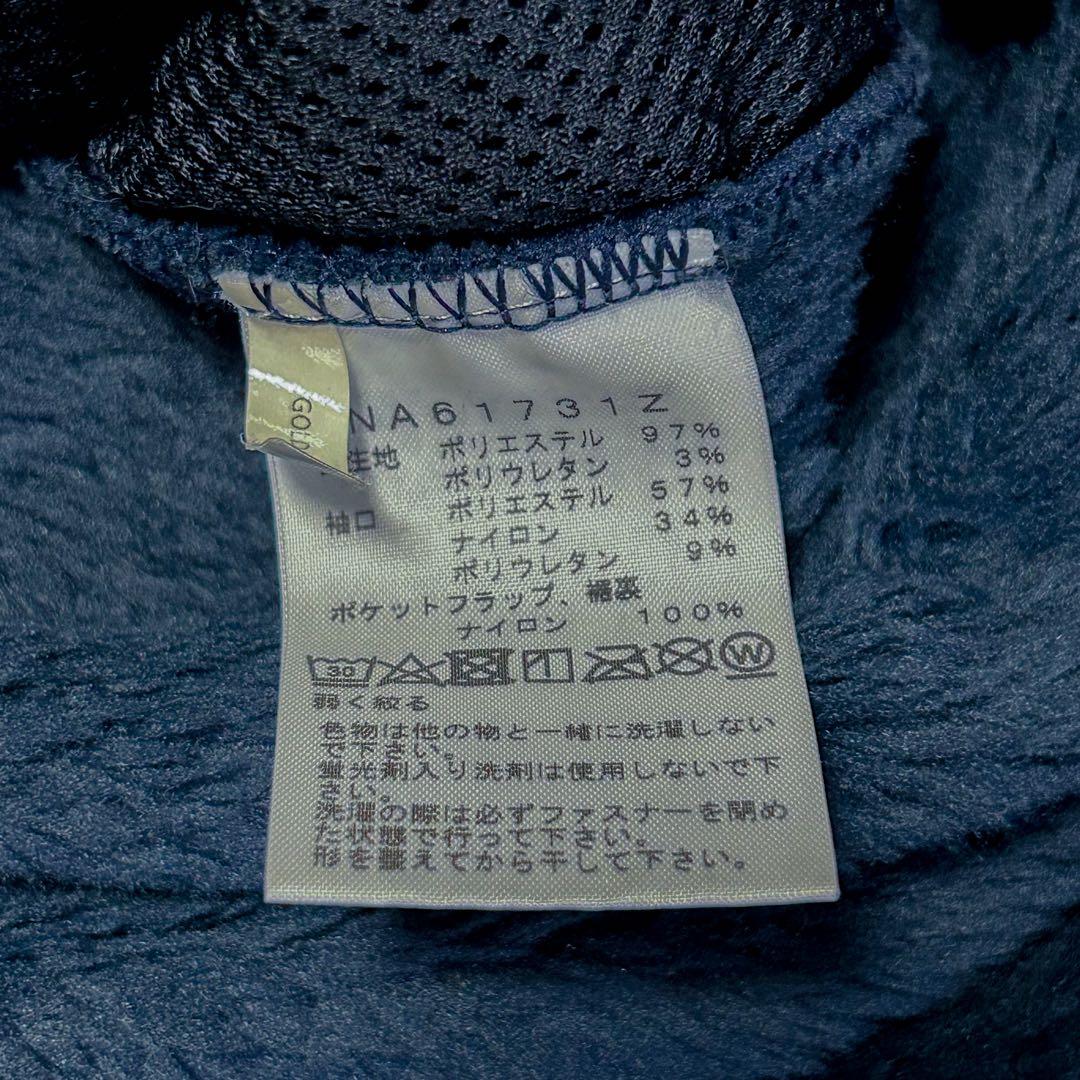 GOLD
NA61731Z
生地 ポリエステル 97%
ポリウレタン 3%
袖口 ポリエステル 57%
ナイロン 34%
ポリウレタン 9%
ポケットフラップ、裾裏
ナイロン 100%
30
W
弱く絞る
色物は他の物と一緒に洗濯しない
で下さい。
蛍光剤入り洗剤は使用しないで下
さい。
洗濯の際は必ずファスナーを閉め
た状態で行って下さい。
形を整えてから干して下さい。